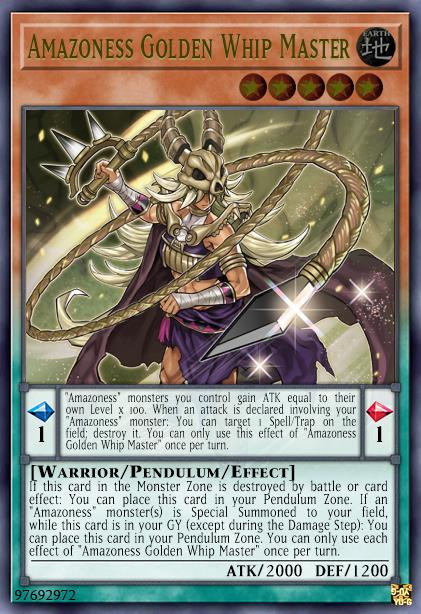 AMAZONESS GOLDEN WHIP MASTER
EARTH
地
"Amazoness" monsters you control gain ATK equal to their
own Level x 100. When an attack is declared involving your
"Amazoness" monster: You can target 1 Spell/Trap on the
field; destroy it. You can only use this effect of "Amazoness
Golden Whip Master" once per turn.
1
1
[WARRIOR/PENDULUM/EFFECT]
If this card in the Monster Zone is destroyed by battle or card
effect: You can place this card in your Pendulum Zone. If an
"Amazoness" monster(s) is Special Summoned to your field,
while this card is in your GY (except during the Damage Step): You
can place this card in your Pendulum Zone. You can only use each
effect of "Amazoness Golden Whip Master" once per turn.
ATK/2000 DEF/1200
97692972